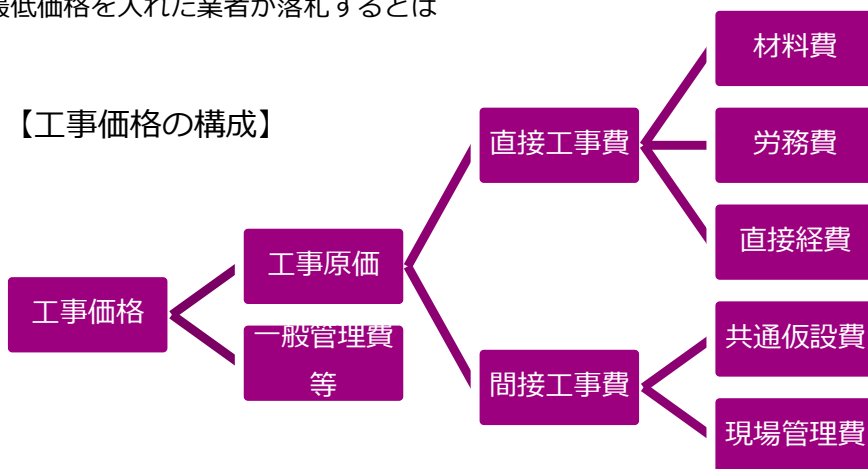 最低価格を入れた業者が落札するとは
【工事価格の構成】
工事価格
工事原価
一般管理費
等
直接工事費
間接工事費
材料費
労務費
直接経費
共通仮設費
現場管理費